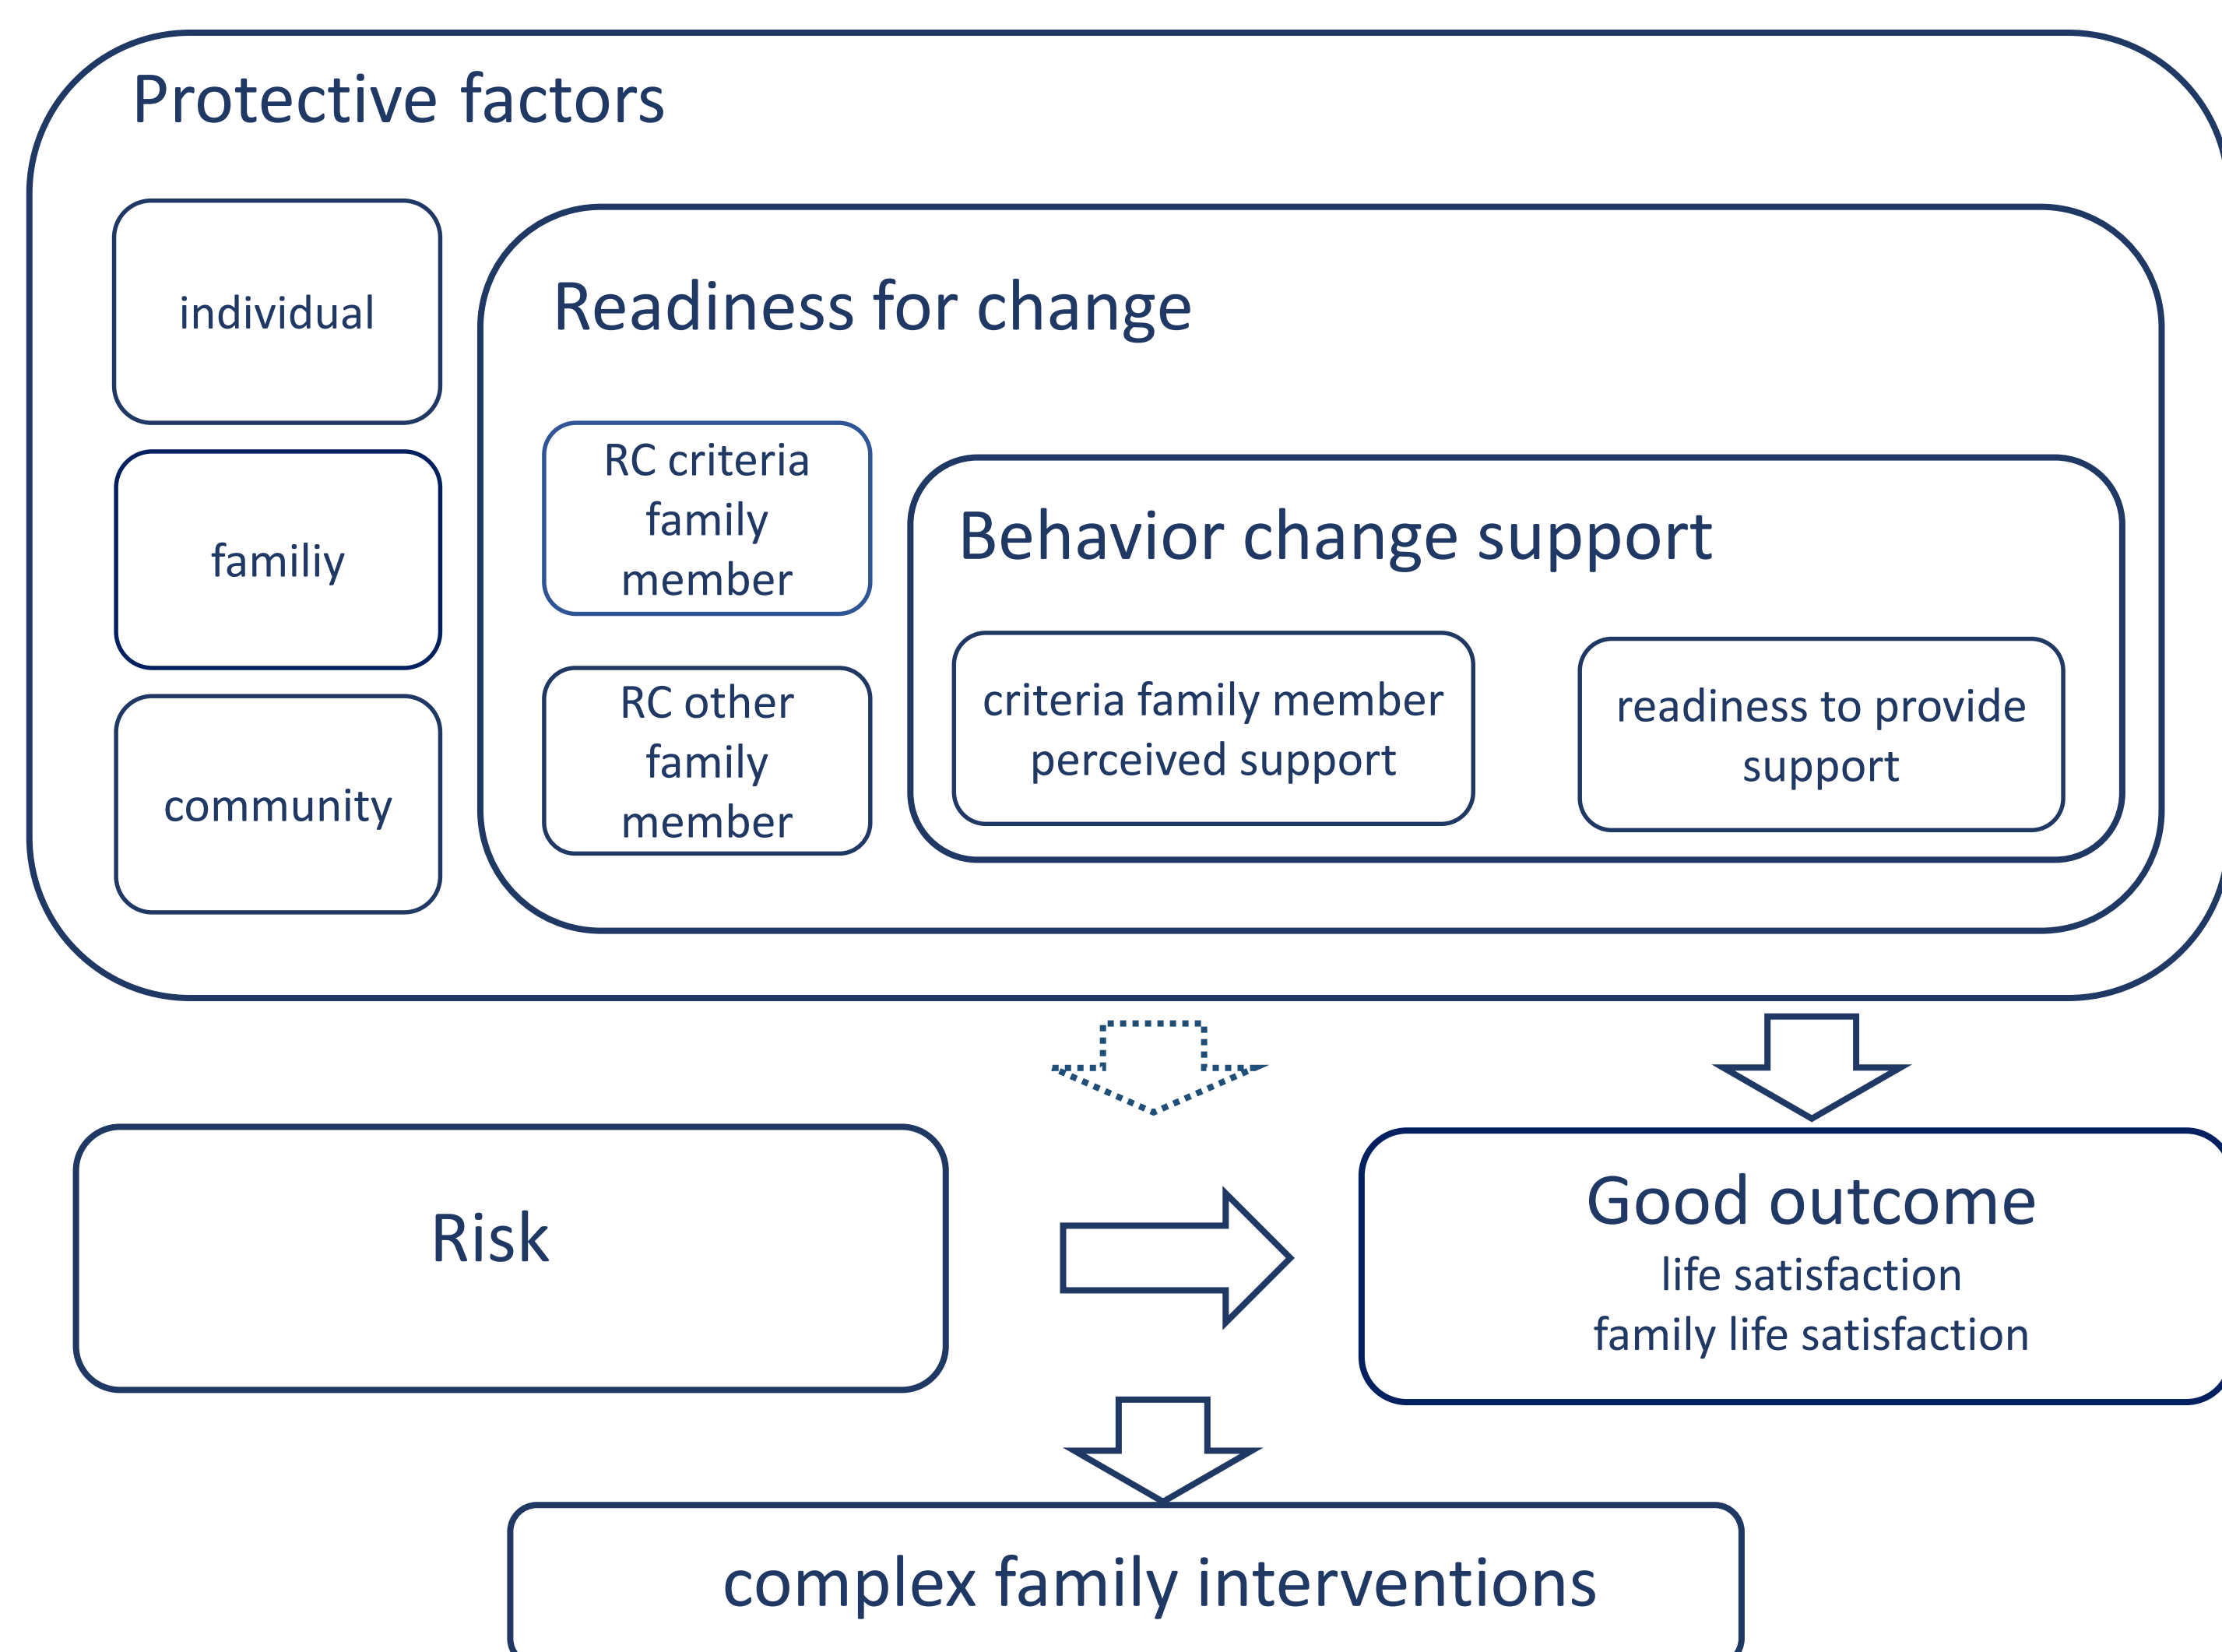 Protective factors
individual
familiy
community
Readiness for change
RC criteria
family
member
RC other
family
member
Behavior change support
criteria family member
perceived support
readiness to provide
support
Risk
Good outcome
life satisfaction
family life satisfaction
complex family interventions